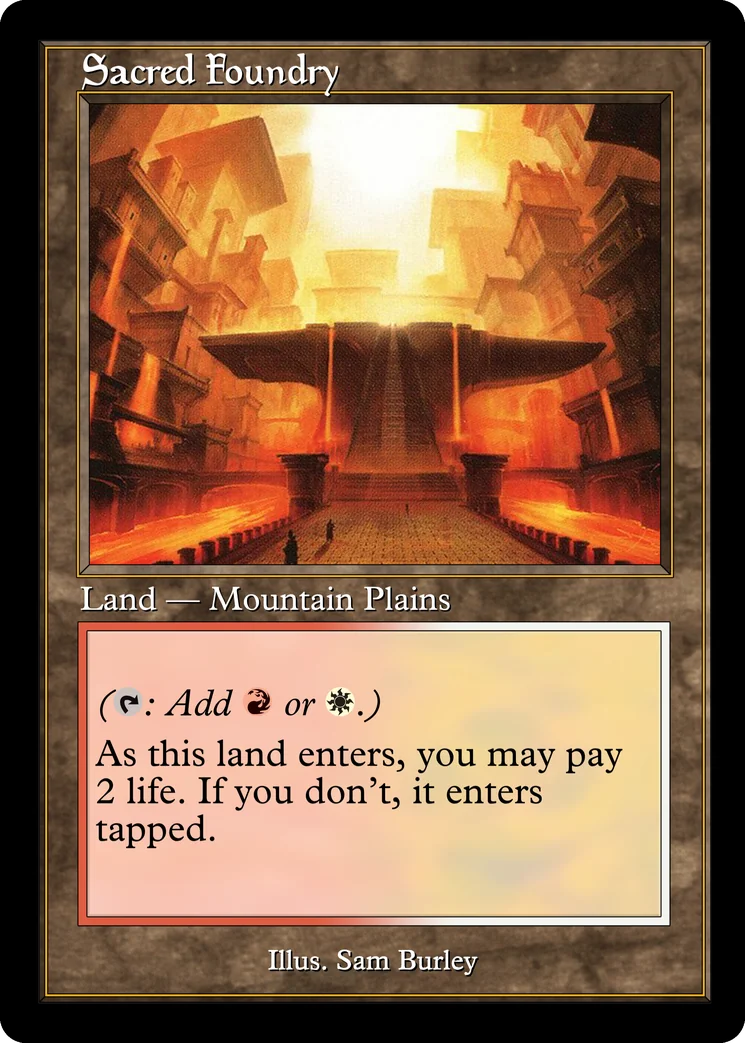 Sacred Foundry
Land — Mountain Plains
(: Add or .)
As this land enters, you may pay
2 life. If you don't, it enters
tapped.
Illus. Sam Burley